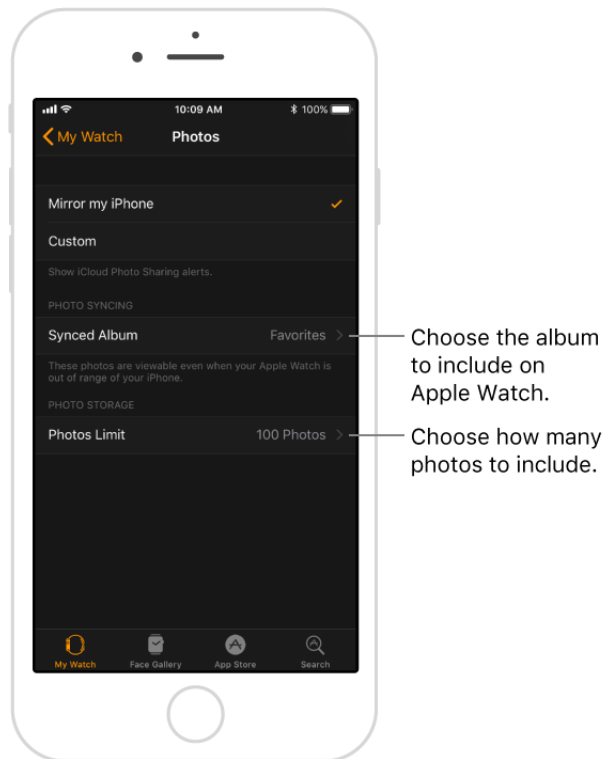 10:09 AM
100%
My Watch
Photos
Mirror my iPhone
Custom
Show iCloud Photo Sharing alerts.
PHOTO SYNCING
Synced Album
Favorites
These photos are viewable even when your Apple Watch is
out of range of your iPhone.
PHOTO STORAGE
Photos Limit
100 Photos
My Watch
Face Gallery
App Store
Search
Choose the album
to include on
Apple Watch.
Choose how many
photos to include.